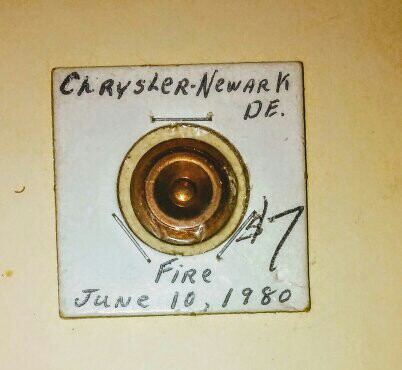 Chrysler-Newark
DE.
$7
Fire
June 10, 1980